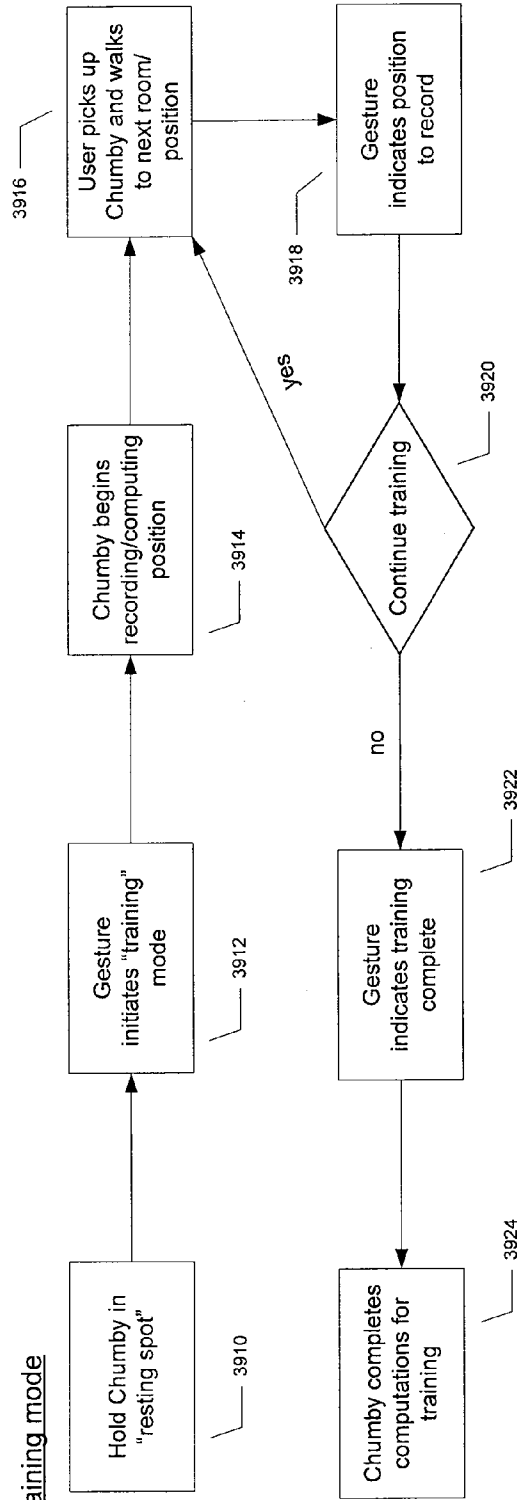 aining mode
Hold Chumby in
"resting spot"
3910
Gesture
initiates "training"
mode
3912
Chumby begins
recording/computing
position
3914
User picks up
Chumby and walks
to next room/
position
3916
Gesture
indicates position
to record
3918
Continue training
3920
yes
no
Gesture
indicates training
complete
3922
Chumby completes
computations for
training
3924